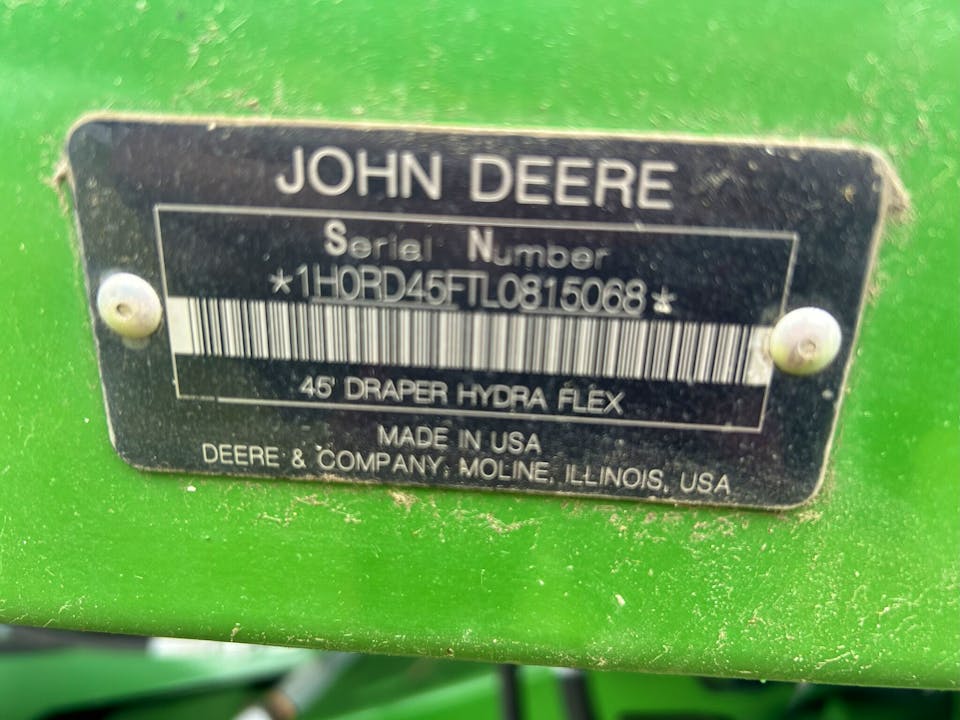 JOHN DEERE
Serial Number
*1H0RD45FTL0815068*
45' DRAPER HYDRA FLEX
MADE IN USA
DEERE & COMPANY, MOLINE, ILLINOIS, USA